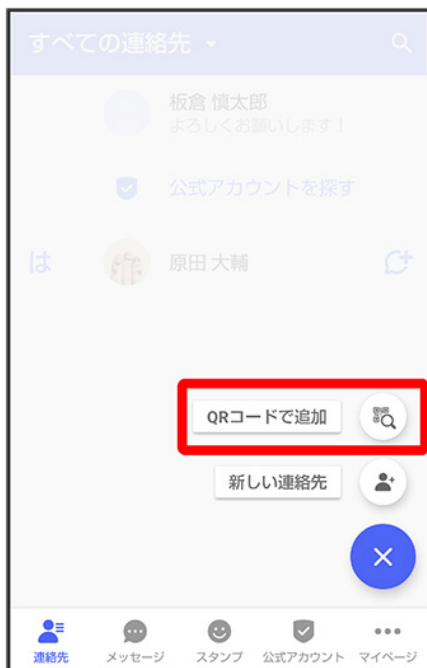 すべての連絡先
板倉 慎太郎
よろしくお願いします！
公式アカウントを探す
は
原田 大輔
QRコードで追加
新しい連絡先
連絡先
メッセージ
スタンプ
公式アカウント
マイページ